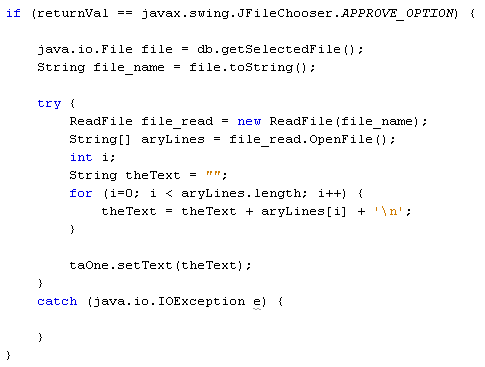 if (returnVal == javax.swing.JFileChooser.APPROVE_OPTION) {
java.io.File file = db.getSelectedFile();
String file_name = file.toString();
try {
ReadFile file_read = new ReadFile(file_name);
String[] aryLines = file_read.OpenFile();
int i;
String theText = "";
for (i=0; i < aryLines.length; i++) {
theText = theText + aryLines[i] + '\n';
}
taOne.setText(theText);
}
catch (java.io.IOException e) {
}
}